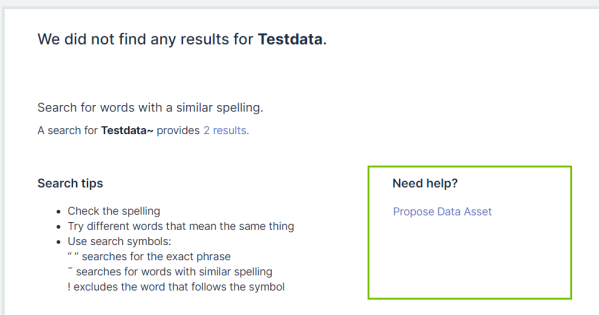 We did not find any results for Testdata.
Search for words with a similar spelling.
A search for Testdata~ provides 2 results.
Search tips
• Check the spelling
• Try different words that mean the same thing
• Use search symbols:
" " searches for the exact phrase
~ searches for words with similar spelling
! excludes the word that follows the symbol
Need help?
Propose Data Asset